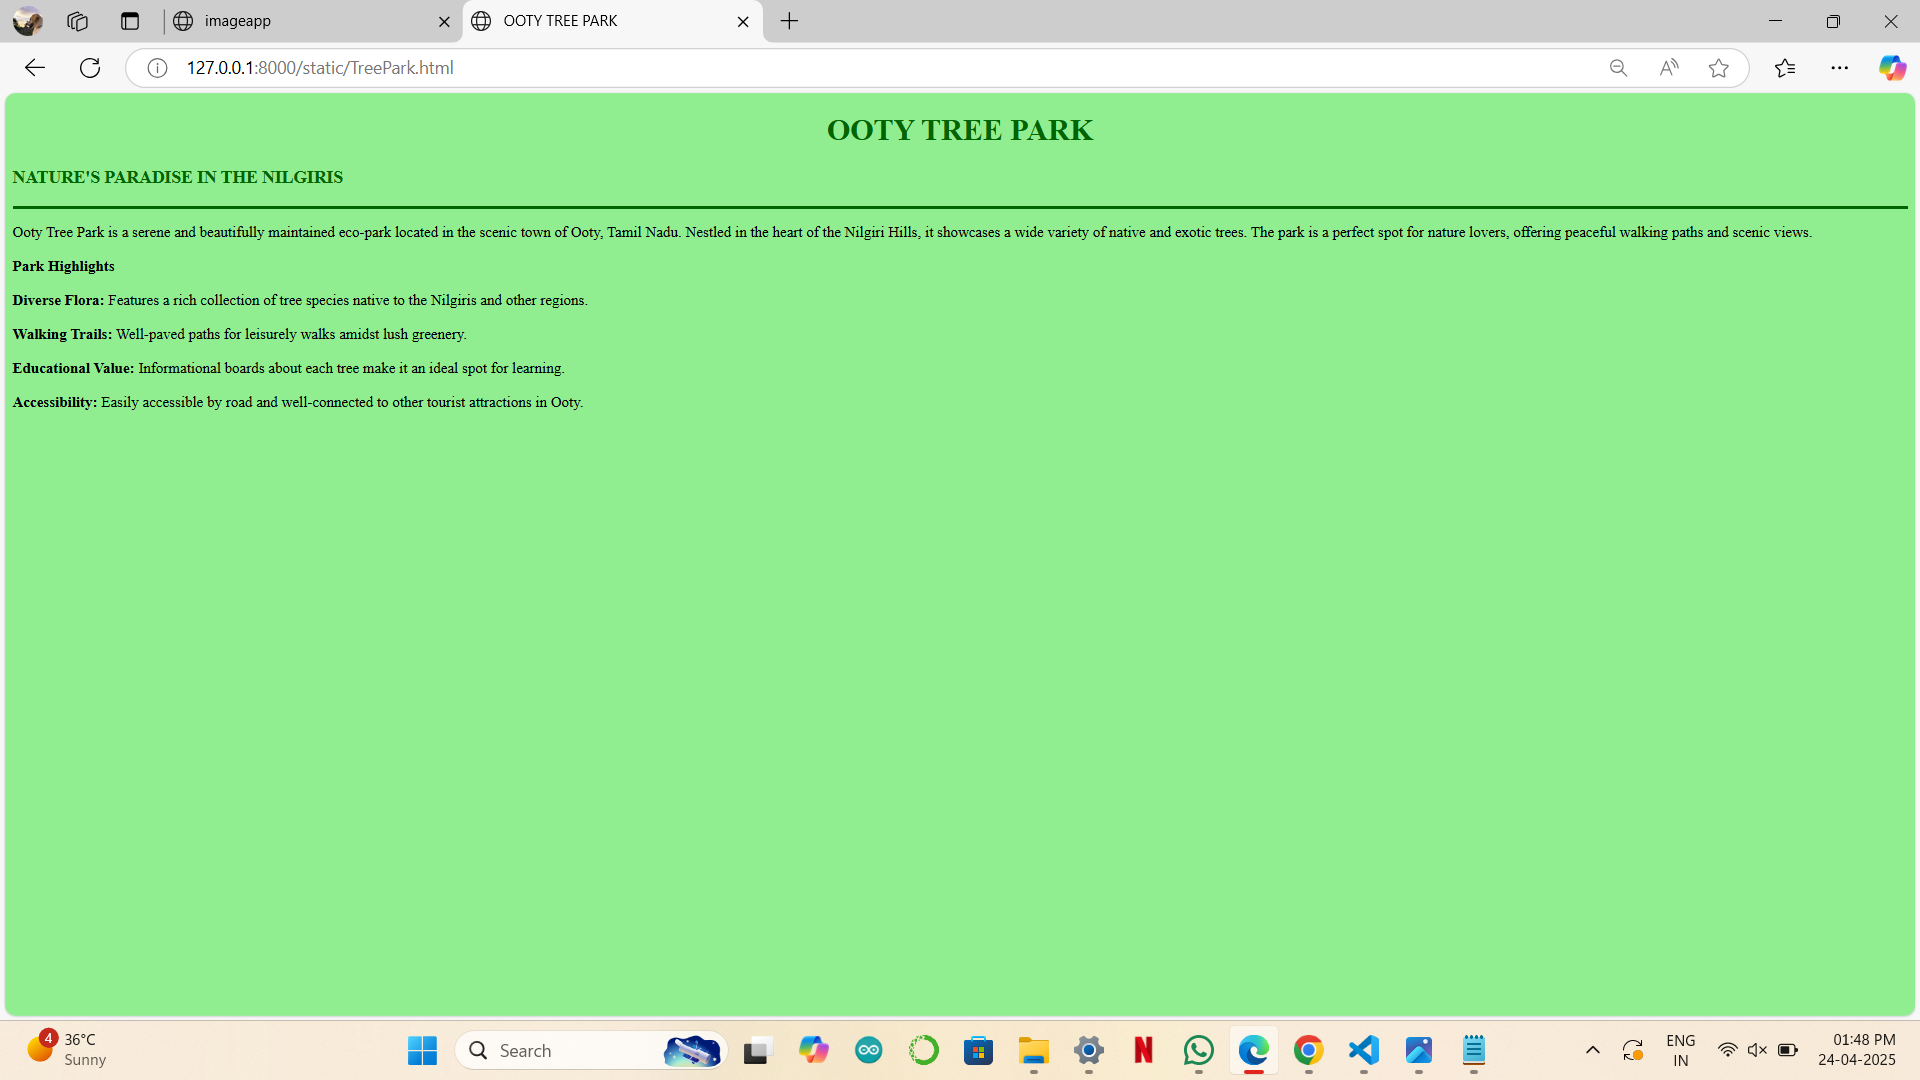 imageapp
OOTY TREE PARK
127.0.0.1:8000/static/TreePark.html
OOTY TREE PARK
NATURE'S PARADISE IN THE NILGIRIS
Ooty Tree Park is a serene and beautifully maintained eco-park located in the scenic town of Ooty, Tamil Nadu. Nestled in the heart of the Nilgiri Hills, it showcases a wide variety of native and exotic trees. The park is a perfect spot for nature lovers, offering peaceful walking paths and scenic views.
Park Highlights
Diverse Flora: Features a rich collection of tree species native to the Nilgiris and other regions.
Walking Trails: Well-paved paths for leisurely walks amidst lush greenery.
Educational Value: Informational boards about each tree make it an ideal spot for learning.
Accessibility: Easily accessible by road and well-connected to other tourist attractions in Ooty.
4
36°C
Sunny
Search
N
ENG
IN
01:48 PM
24-04-2025